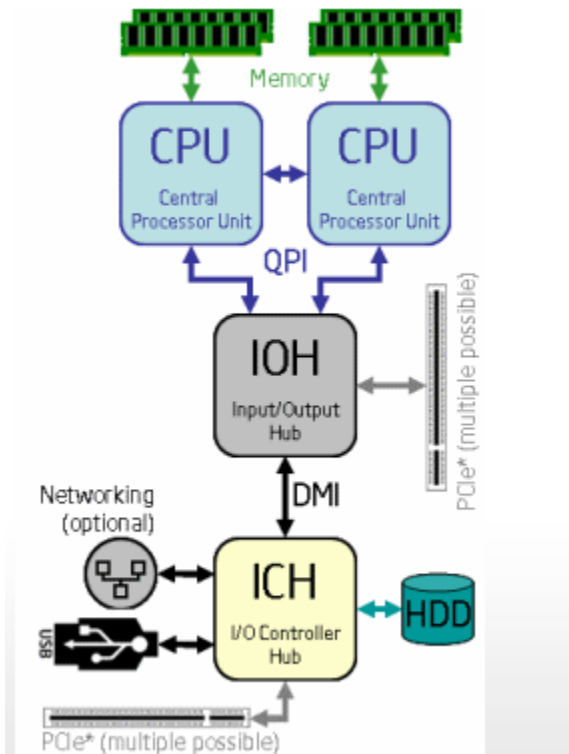 Memory
CPU
Central
Processor Unit
CPU
Central
Processor Unit
QPI
IOH
Input/Output
Hub
PCIe* (multiple possible)
DMI
Networking
(optional)
ICH
I/O Controller
Hub
HDD
USB
PCIe* (multiple possible)